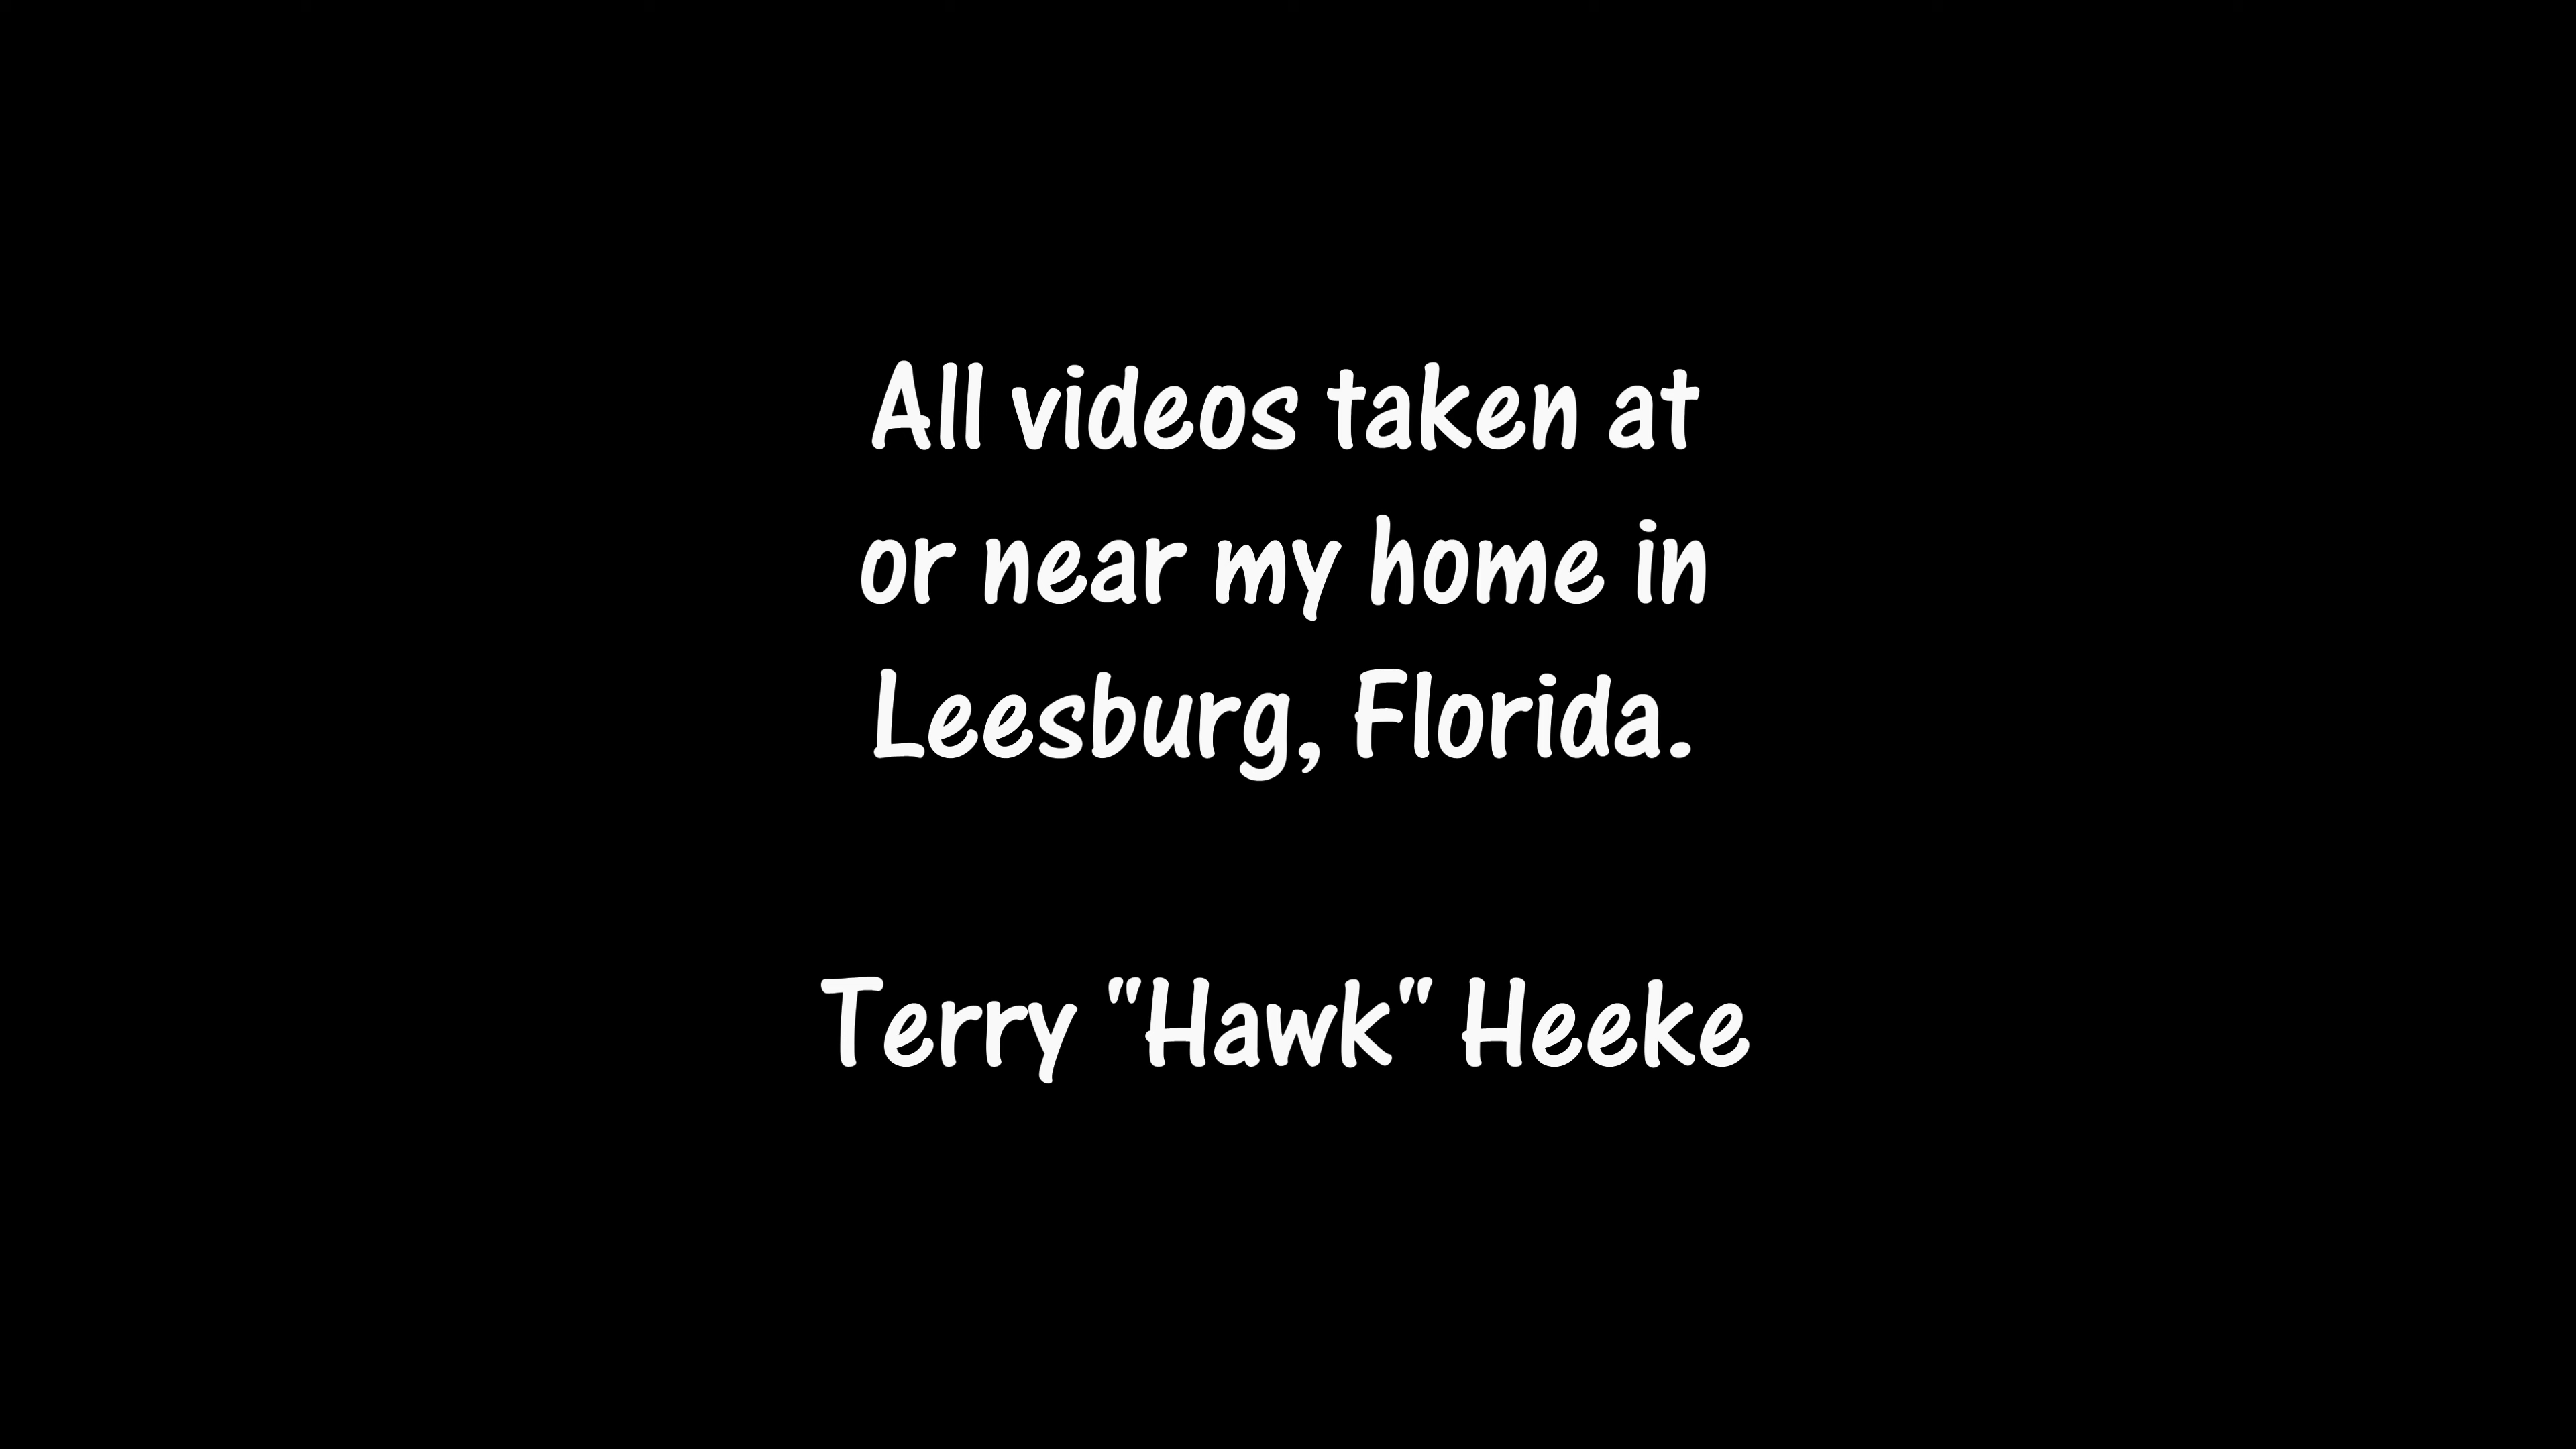 All videos taken at
or near my home in
Leesburg, Florida.
Terry "Hawk" Heeke